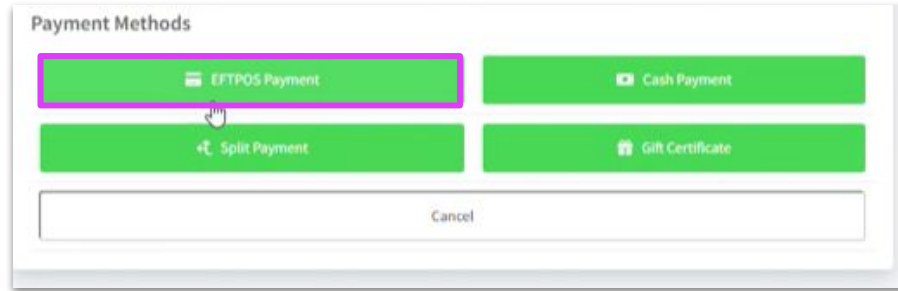 Payment Methods
EFTPOS Payment
Cash Payment
Split Payment
Gift Certificate
Cancel